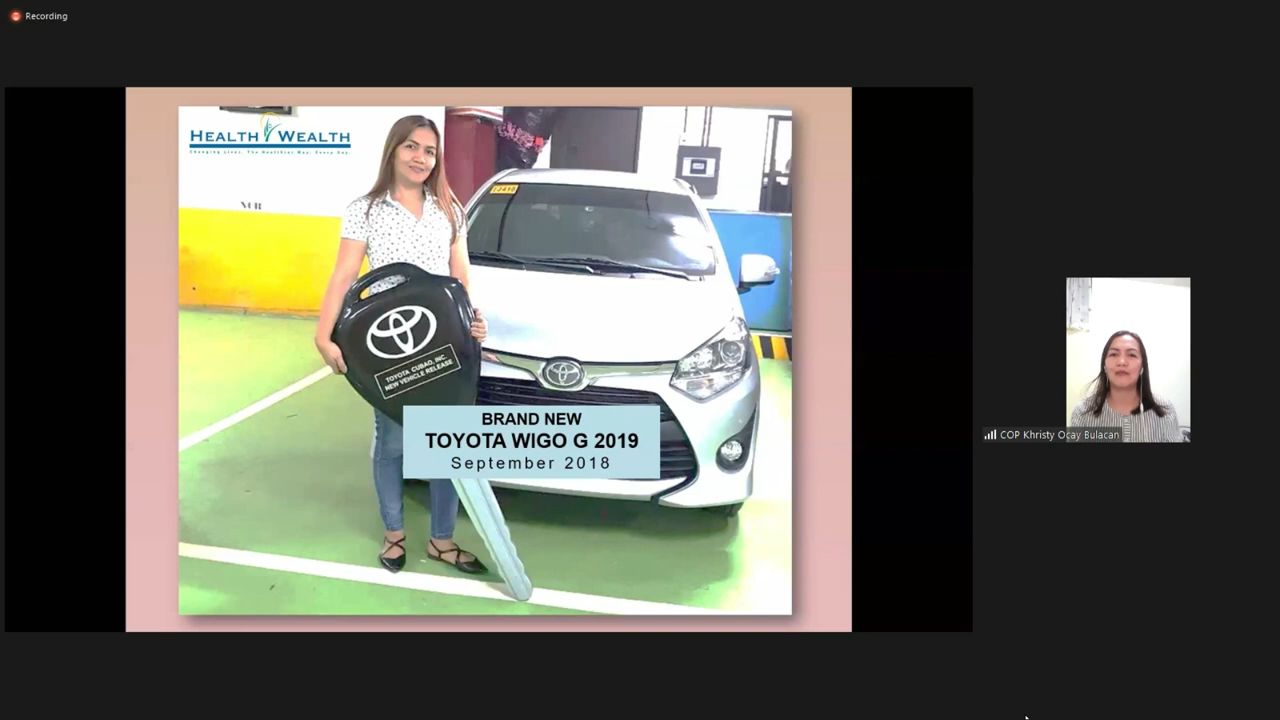 Recording
HEALTH WEALTH
Changing Lives. The Healthier Way. Every Day.
NCR
TOYOTA CUBAO, INC.
NEW VEHICLE RELEASE
BRAND NEW
TOYOTA WIGO G 2019
September 2018
COP Khristy Ocay Bulacan